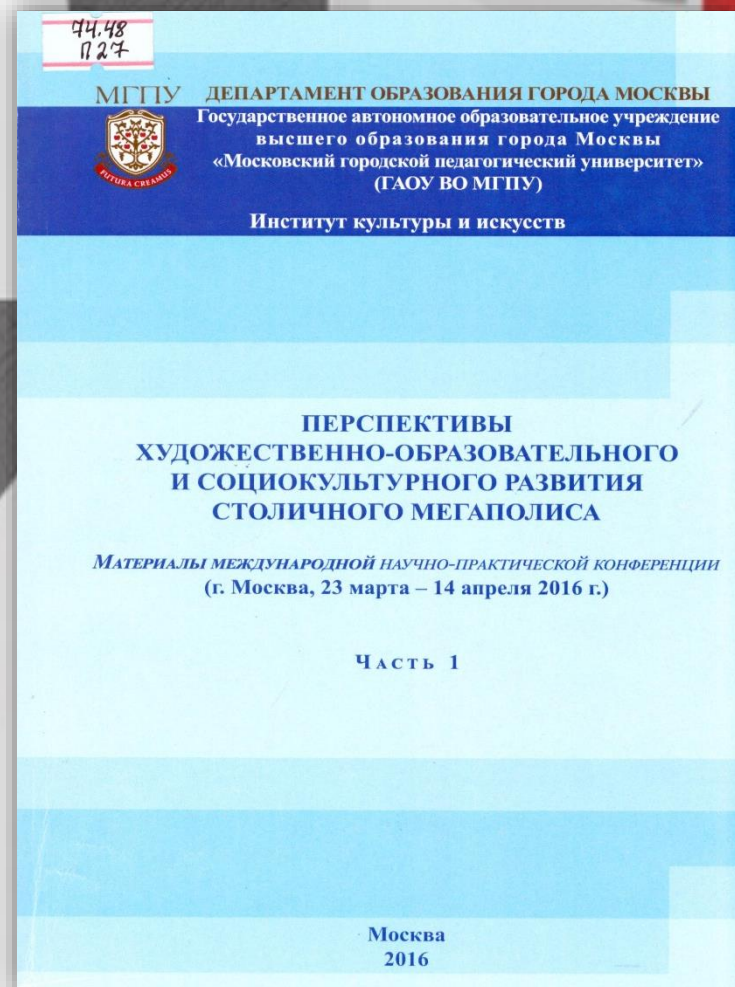 74.48
П27
МГПУ
ДЕПАРТАМЕНТ ОБРАЗОВАНИЯ ГОРОДА МОСКВЫ
Государственное автономное образовательное учреждение
высшего образования города Москвы
«Московский городской педагогический университет»
(ГАОУ ВО МГПУ)
FUTURA CREAMUS
Институт культуры и искусств
ПЕРСПЕКТИВЫ
ХУДОЖЕСТВЕННО-ОБРАЗОВАТЕЛЬНОГО
И СОЦИОКУЛЬТУРНОГО РАЗВИТИЯ
СТОЛИЧНОГО МЕГАПОЛИСА
МАТЕРИАЛЫ МЕЖДУНАРОДНОЙ НАУЧНО-ПРАКТИЧЕСКОЙ КОНФЕРЕНЦИИ
(г. Москва, 23 марта – 14 апреля 2016 г.)
ЧАСТЬ 1
Москва
2016